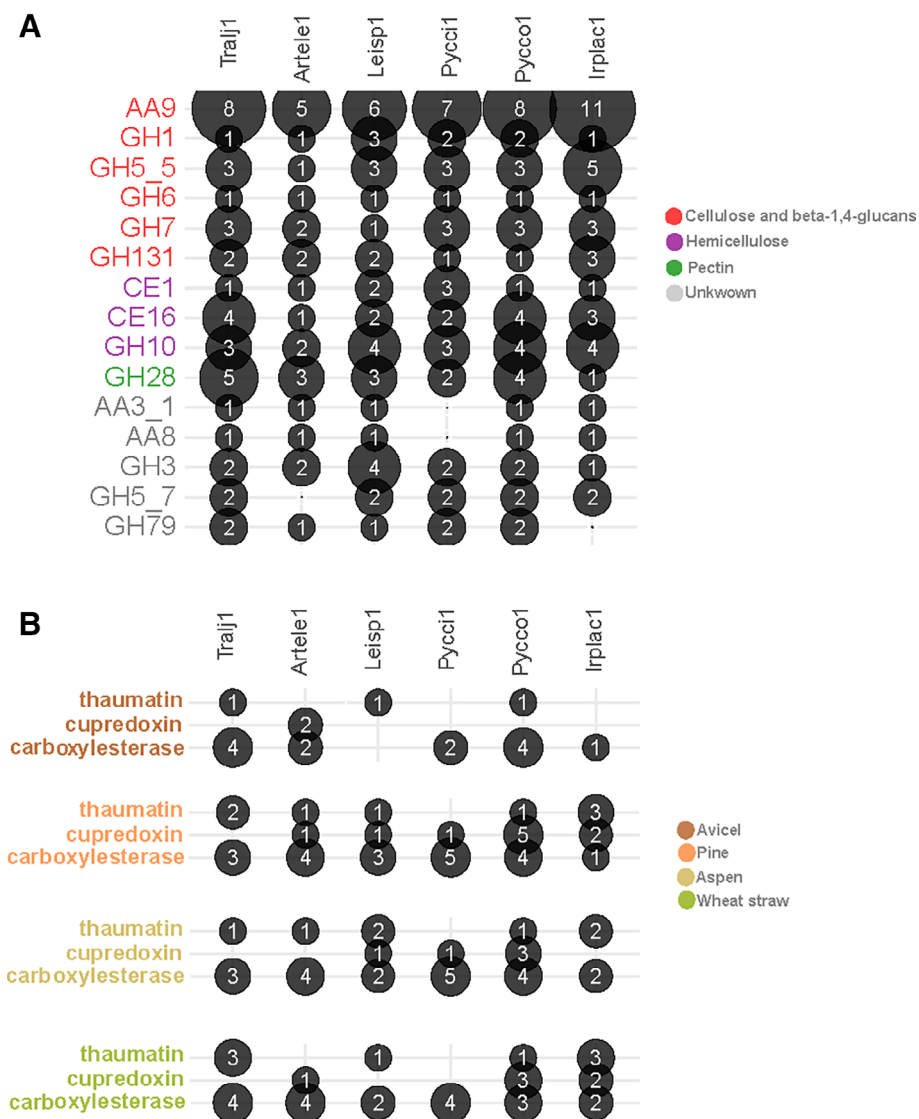 A
Tralj1 Artele1 Leisp1 Pycci1 Pycco1 Irplac1
AA9 8 5 6 7 8 11
GH1 1 1 3 2 2 1
GH5_5 3 1 3 3 3 5
GH6 1 1 1 1 1 1
GH7 3 2 1 3 3 3
GH131 2 2 2 1 1 3
CE1 1 1 2 3 1 1
CE16 4 1 2 2 4 3
GH10 3 2 4 3 4 4
GH28 5 3 3 2 4 1
AA3_1 1 1 1 1 1
AA8 1 1 1 1 1
GH3 2 2 4 2 2 1
GH5_7 2 2 2 2 2
GH79 2 1 1 2 2
Cellulose and beta-1,4-glucans
Hemicellulose
Pectin
Unkwown
B
Tralj1 Artele1 Leisp1 Pycci1 Pycco1 Irplac1
thaumatin 1 1 1
cupredoxin 2
carboxylesterase 4 2 2 4 1
thaumatin 2 1 1 1 3
cupredoxin 1 1 1 5 2
carboxylesterase 3 4 3 5 4 1
thaumatin 1 1 2 1 2
cupredoxin 1 1 3
carboxylesterase 3 4 2 5 4 2
thaumatin 3 1 1 3
cupredoxin 1 3 2
carboxylesterase 4 4 2 4 3 2
Avicel
Pine
Aspen
Wheat straw